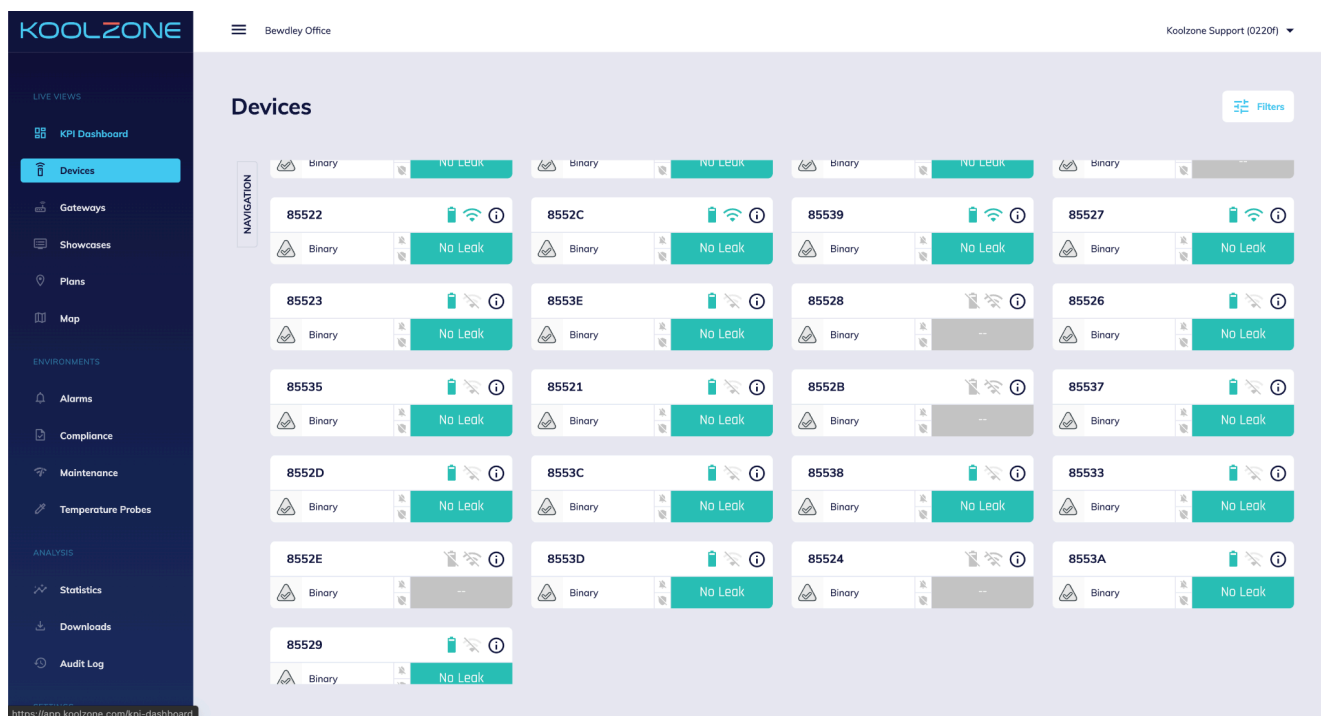 KOOLZONE
Bewdley Office
Koolzone Support (0220f)
LIVE VIEWS
KPI Dashboard
Devices
Gateways
Showcases
Plans
Map
ENVIRONMENTS
Alarms
Compliance
Maintenance
Temperature Probes
ANALYSIS
Statistics
Downloads
Audit Log
https://app.koolzone.com/kpi-dashboard
Devices
Filters
NAVIGATION
Binary No Leak Binary No Leak Binary No Leak Binary --
85522 8552C 85539 85527
Binary No Leak Binary No Leak Binary No Leak Binary No Leak
85523 8553E 85528 85526
Binary No Leak Binary No Leak Binary -- Binary No Leak
85535 85521 8552B 85537
Binary No Leak Binary No Leak Binary -- Binary No Leak
8552D 8553C 85538 85533
Binary No Leak Binary No Leak Binary No Leak Binary No Leak
8552E 8553D 85524 8553A
Binary -- Binary No Leak Binary -- Binary No Leak
85529
Binary No Leak